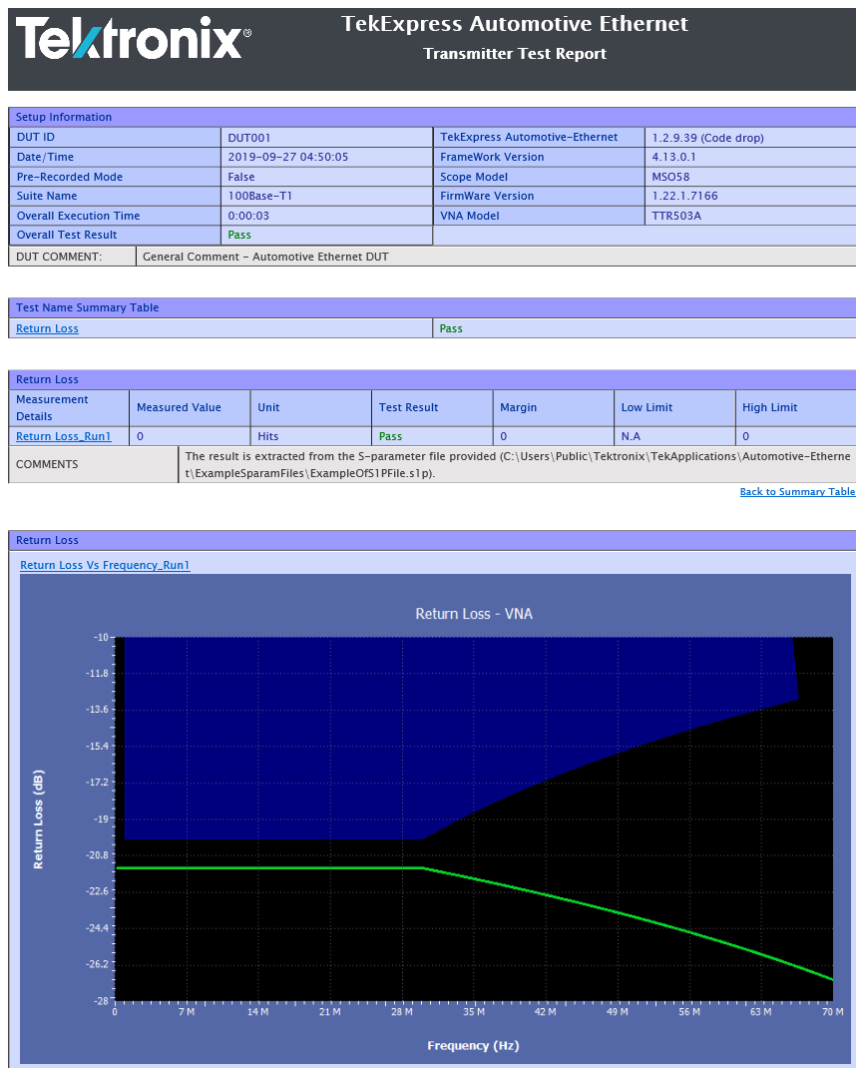 Tektronix®
TekExpress Automotive Ethernet
Transmitter Test Report
Setup Information
DUT ID DUT001 TekExpress Automotive-Ethernet 1.2.9.39 (Code drop)
Date/Time 2019-09-27 04:50:05 FrameWork Version 4.13.0.1
Pre-Recorded Mode False Scope Model MSO58
Suite Name 100Base-T1 FirmWare Version 1.22.1.7166
Overall Execution Time 0:00:03 VNA Model TTR503A
Overall Test Result Pass
DUT COMMENT: General Comment - Automotive Ethernet DUT
Test Name Summary Table
Return Loss Pass
Return Loss
Measurement Details Measured Value Unit Test Result Margin Low Limit High Limit
Return Loss_Run1 0 Hits Pass 0 N.A 0
COMMENTS The result is extracted from the S-parameter file provided (C:\Users\Public\Tektronix\TekApplications\Automotive-Etherne
t\ExampleSparamFiles\ExampleOfS1PFile.s1p).
Back to Summary Table
Return Loss
Return Loss Vs Frequency_Run1
Return Loss - VNA
Return Loss (dB)
-10
-11.8
-13.6
-15.4
-17.2
-19
-20.8
-22.6
-24.4
-26.2
-28
0 7 M 14 M 21 M 28 M 35 M 42 M 49 M 56 M 63 M 70 M
Frequency (Hz)